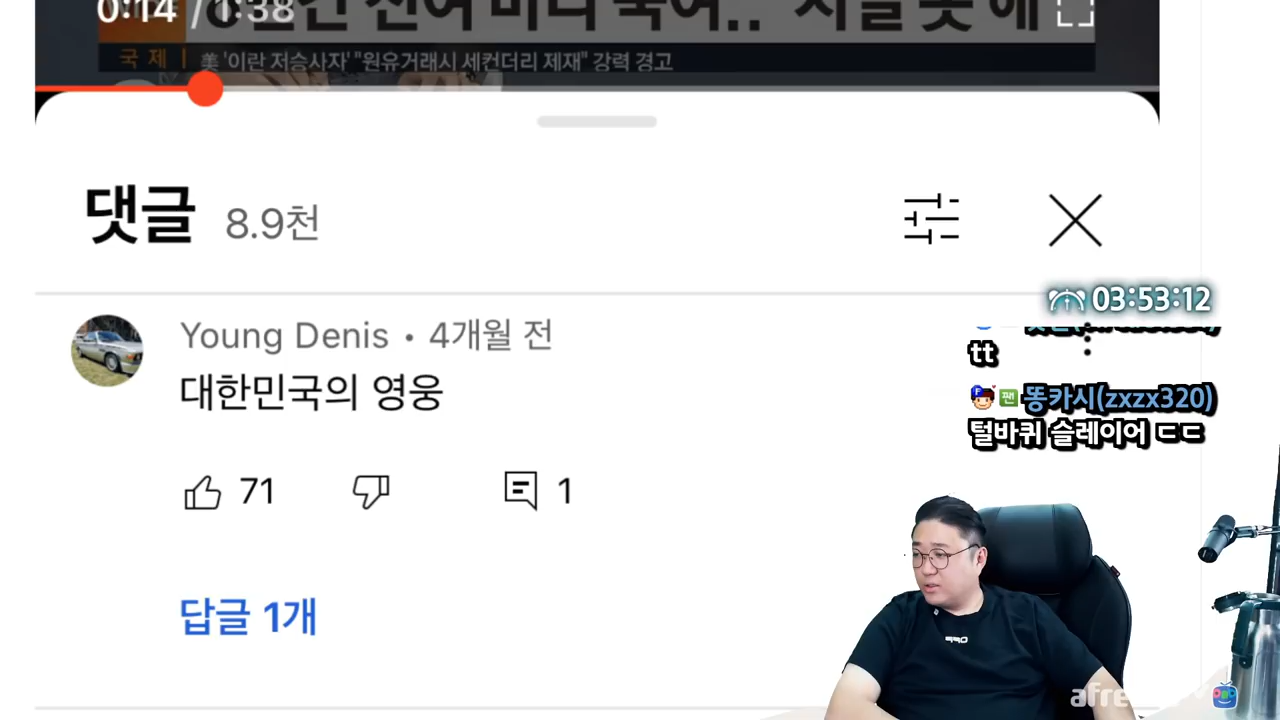 0:14 / 1:38
국 제 | 美 '이란 저승사자' "원유거래시 세컨더리 제재" 강력 경고
댓글 8.9천
03:53:12
Young Denis • 4개월 전
대한민국의 영웅
tt
똥카시(zxzx320)
털바퀴 슬레이어 ㄷㄷ
71
1
답글 1개